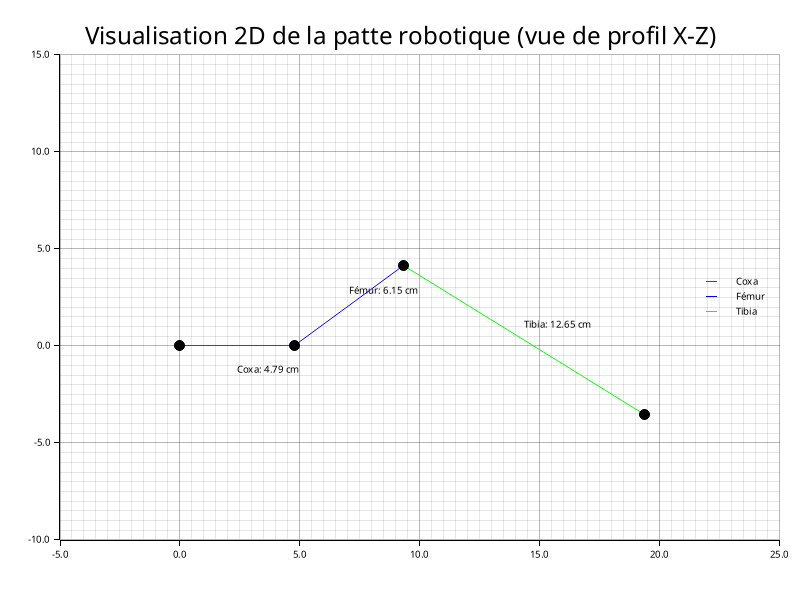 Visualisation 2D de la patte robotique (vue de profil X-Z)
15.0
10.0
5.0
0.0
-5.0
-10.0
Coxa
Fémur
Tibia
Fémur: 6.15 cm
Tibia: 12.65 cm
Coxa: 4.79 cm
-5.0
0.0
5.0
10.0
15.0
20.0
25.0